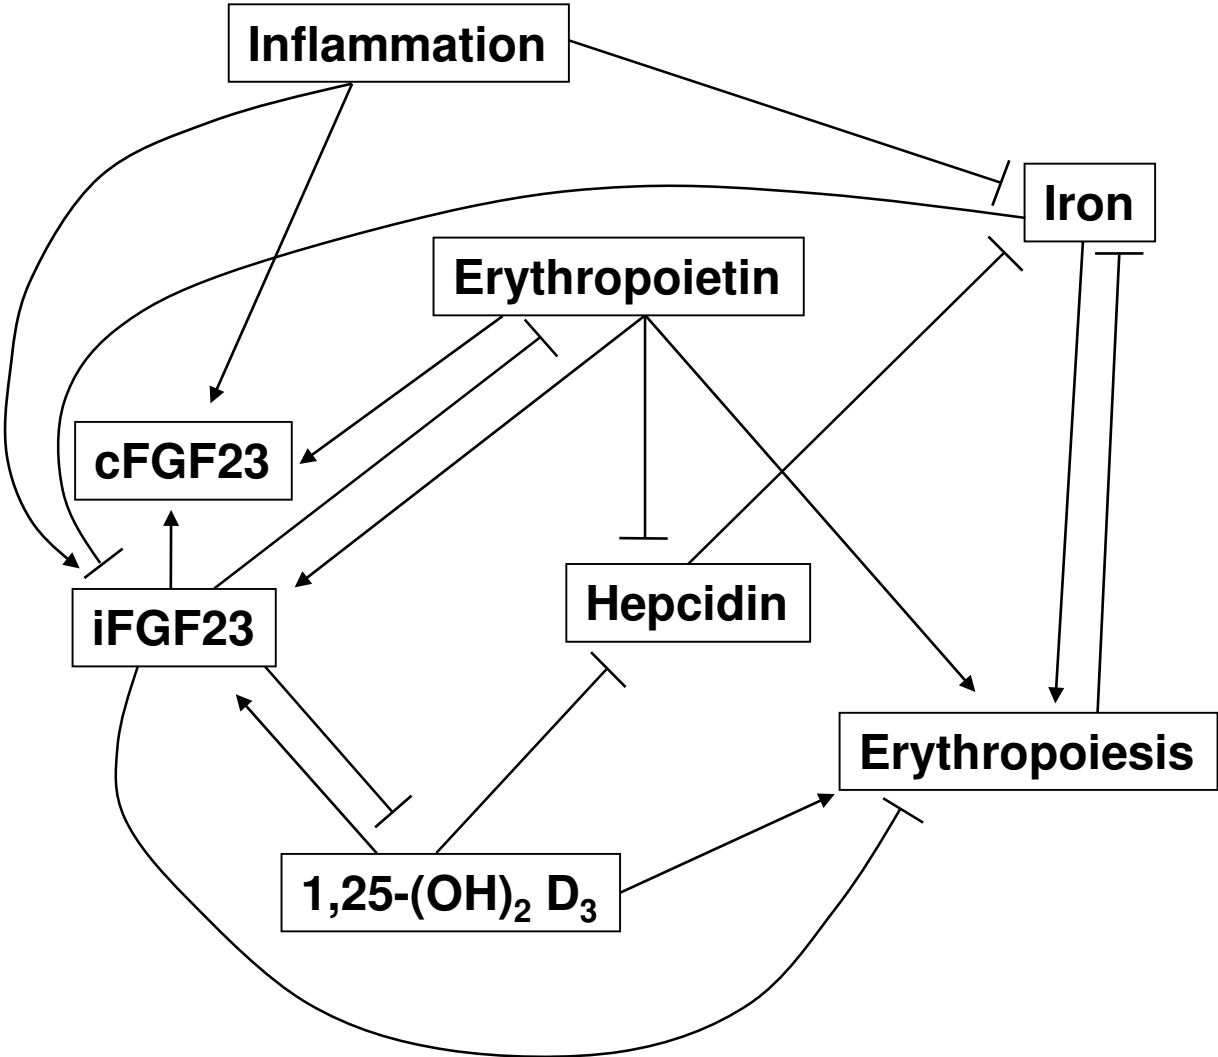 Inflammation
Iron
Erythropoietin
cFGF23
Hepcidin
iFGF23
Erythropoiesis
1,25-(OH)₂ D₃